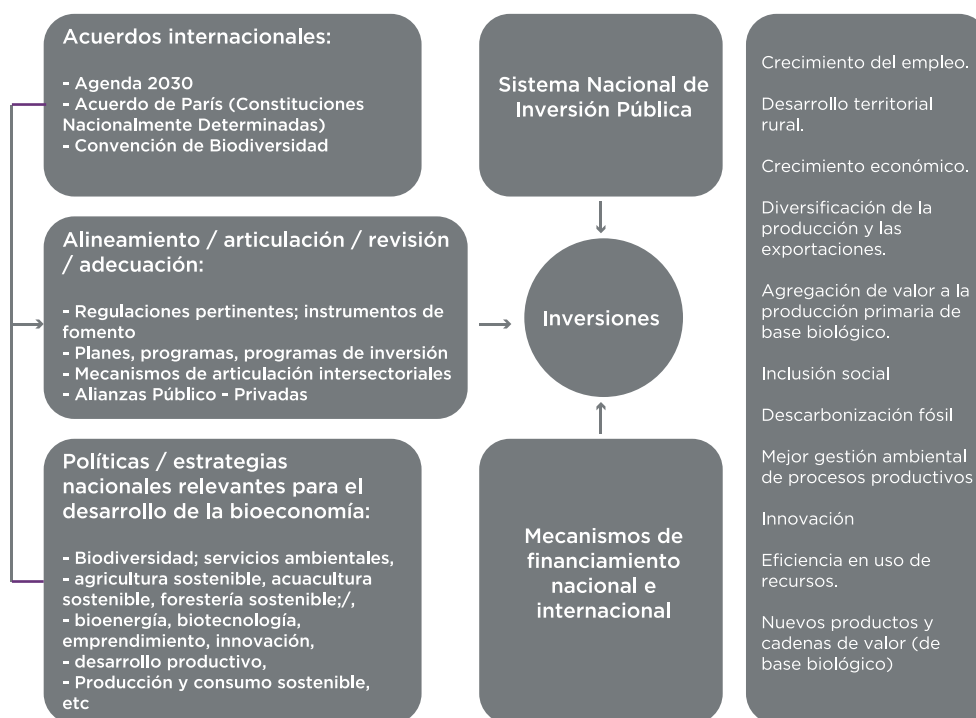 Acuerdos internacionales:
- Agenda 2030
- Acuerdo de París (Constituciones
Nacionalmente Determinadas)
- Convención de Biodiversidad
Alineamiento / articulación / revisión
/ adecuación:
- Regulaciones pertinentes; instrumentos de
fomento
- Planes, programas, programas de inversión
- Mecanismos de articulación intersectoriales
- Alianzas Público - Privadas
Políticas / estrategias
nacionales relevantes para el
desarrollo de la bioeconomía:
- Biodiversidad; servicios ambientales,
- agricultura sostenible, acuacultura
sostenible, forestería sostenible;/,
- bioenergía, biotecnología,
emprendimiento, innovación,
- desarrollo productivo,
- Producción y consumo sostenible,
etc
Sistema Nacional de
Inversión Pública
Inversiones
Mecanismos de
financiamiento
nacional e
internacional
Crecimiento del empleo.
Desarrollo territorial
rural.
Crecimiento económico.
Diversificación de la
producción y las
exportaciones.
Agregación de valor a la
producción primaria de
base biológico.
Inclusión social
Descarbonización fósil
Mejor gestión ambiental
de procesos productivos
Innovación
Eficiencia en uso de
recursos.
Nuevos productos y
cadenas de valor (de
base biológico)